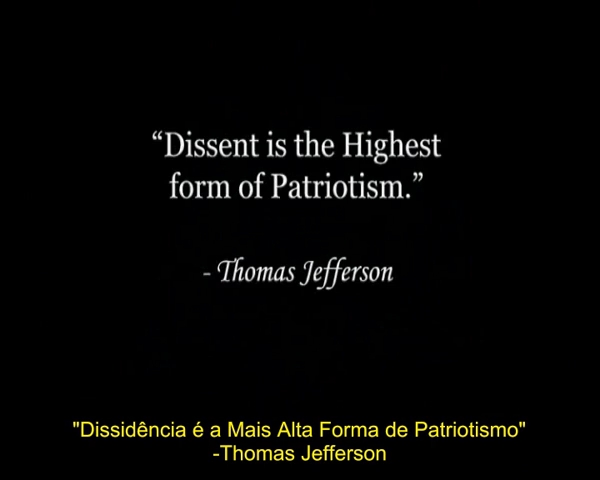 “Dissent is the Highest
form of Patriotism.”
- Thomas Jefferson
"Dissidência é a Mais Alta Forma de Patriotismo"
-Thomas Jefferson